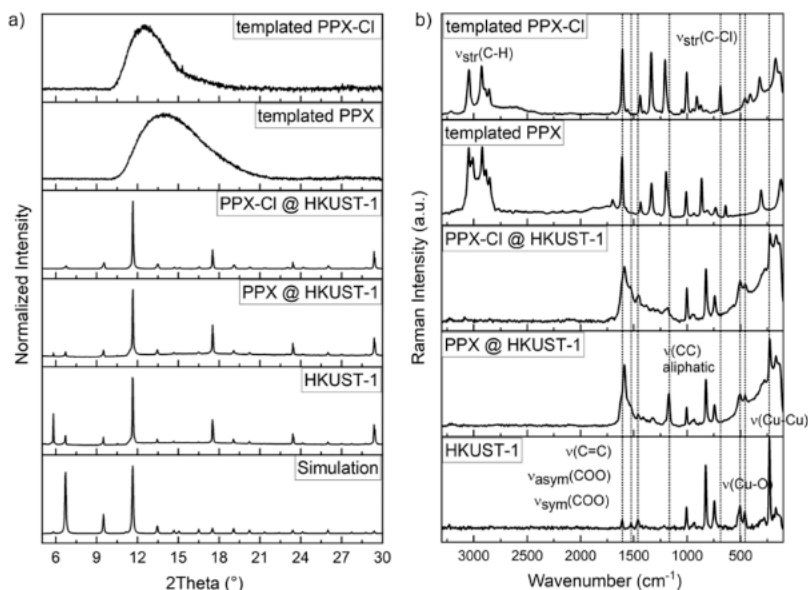 a)
templated PPX-Cl
templated PPX
PPX-Cl @ HKUST-1
PPX @ HKUST-1
HKUST-1
Simulation
Normalized Intensity
6 9 12 15 18 21 24 27 30
2Theta (°)
b)
templated PPX-Cl
νstr(C-H)
νstr(C-Cl)
templated PPX
PPX-Cl @ HKUST-1
PPX @ HKUST-1
ν(CC)
aliphatic
ν(Cu-Cu)
HKUST-1
ν(C=C)
νasym(COO)
ν(Cu-O)
νsym(COO)
Raman Intensity (a.u.)
3000 2500 2000 1500 1000 500
Wavenumber (cm⁻¹)